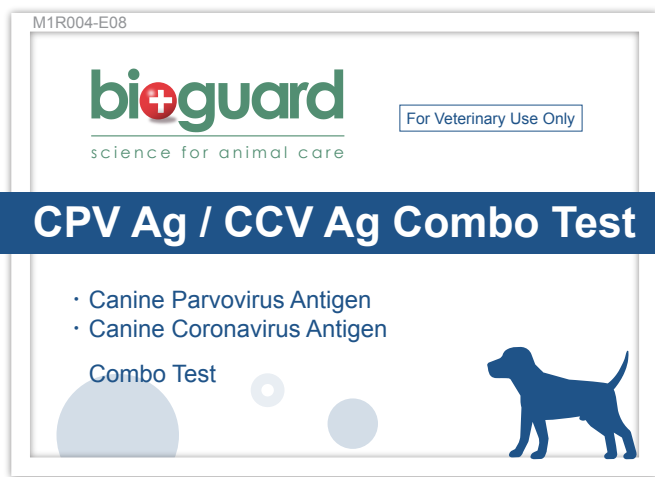 M1R004-E08
bioguard
science for animal care
For Veterinary Use Only
CPV Ag / CCV Ag Combo Test
· Canine Parvovirus Antigen
· Canine Coronavirus Antigen
Combo Test